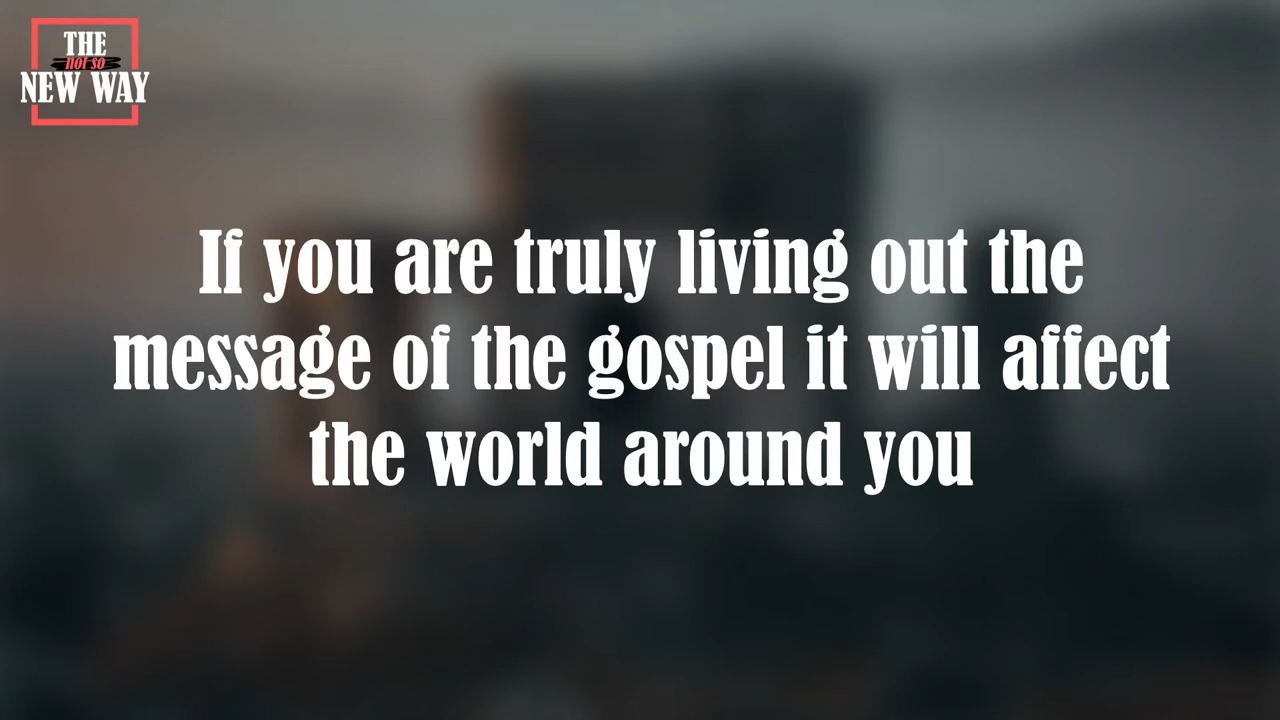 THE
not so
NEW WAY
If you are truly living out the
message of the gospel it will affect
the world around you